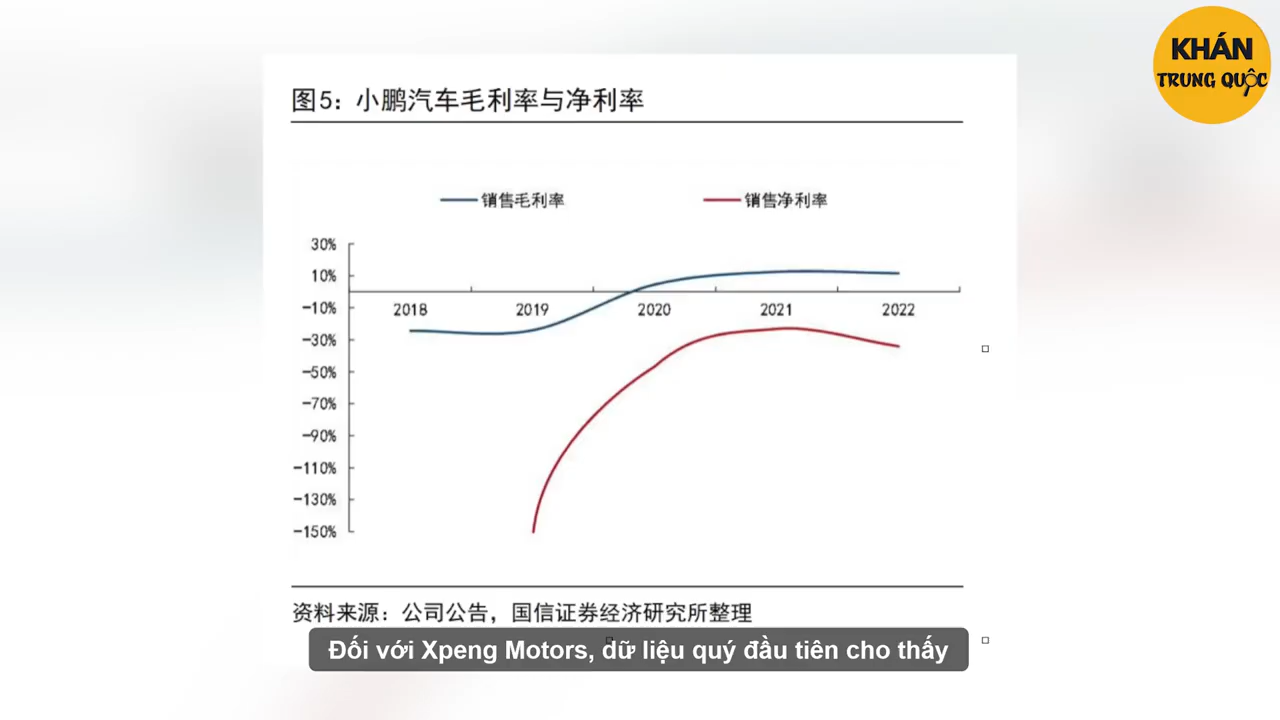 KHÁN
TRUNG QUỐC
图5：小鹏汽车毛利率与净利率
销售毛利率 销售净利率
30%
10%
-10%
2018 2019 2020 2021 2022
-30%
-50%
-70%
-90%
-110%
-130%
-150%
资料来源：公司公告，国信证券经济研究所整理
Đối với Xpeng Motors, dữ liệu quý đầu tiên cho thấy